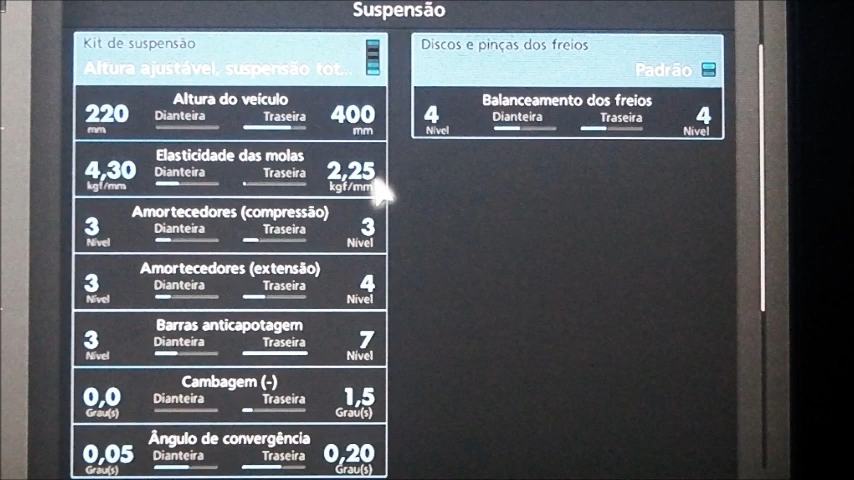 Suspensão
Kit de suspensão
Altura ajustável, suspensão tot...
Altura do veículo
220 mm Dianteira Traseira 400 mm
Elasticidade das molas
4,30 kgf/mm Dianteira Traseira 2,25 kgf/mm
Amortecedores (compressão)
3 Nível Dianteira Traseira 3 Nível
Amortecedores (extensão)
3 Nível Dianteira Traseira 4 Nível
Barras anticapotagem
3 Nível Dianteira Traseira 7 Nível
Cambagem (-)
0,0 Grau(s) Dianteira Traseira 1,5 Grau(s)
Ângulo de convergência
0,05 Grau(s) Dianteira Traseira 0,20 Grau(s)
Discos e pinças dos freios
Padrão
Balanceamento dos freios
4 Nível Dianteira Traseira 4 Nível